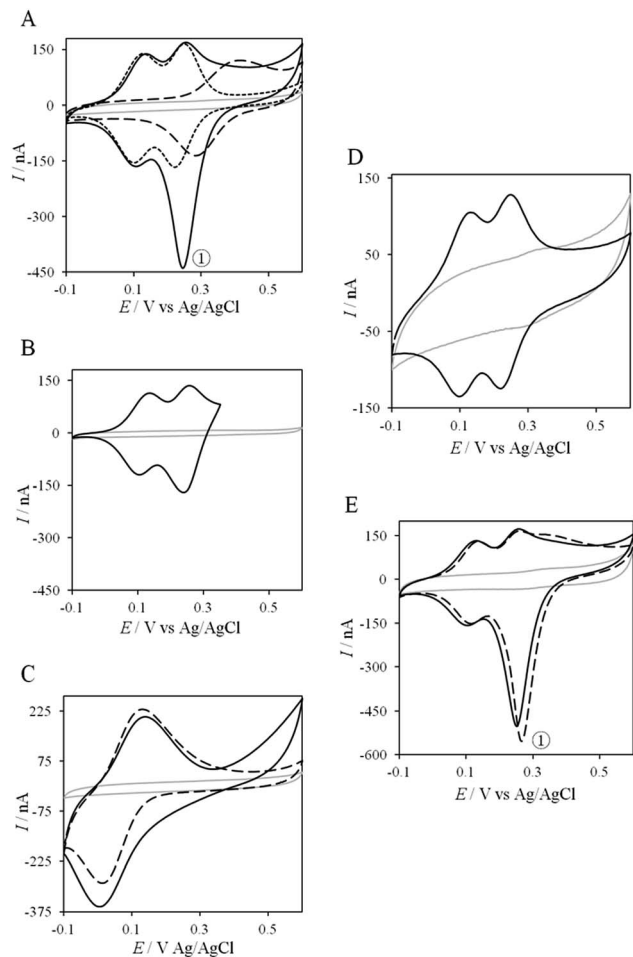 A
150
0
-150
-300
-450
I / nA
①
-0.1 0.1 0.3 0.5
E / V vs Ag/AgCl
B
150
0
-150
-300
-450
I / nA
-0.1 0.1 0.3 0.5
E / V vs Ag/AgCl
C
225
75
-75
-225
-375
I / nA
-0.1 0.1 0.3 0.5
E / V Ag/AgCl
D
150
50
-50
-150
I / nA
-0.1 0.1 0.3 0.5
E / V vs Ag/AgCl
E
150
0
-150
-300
-450
-600
I / nA
①
-0.1 0.1 0.3 0.5
E / V vs Ag/AgCl